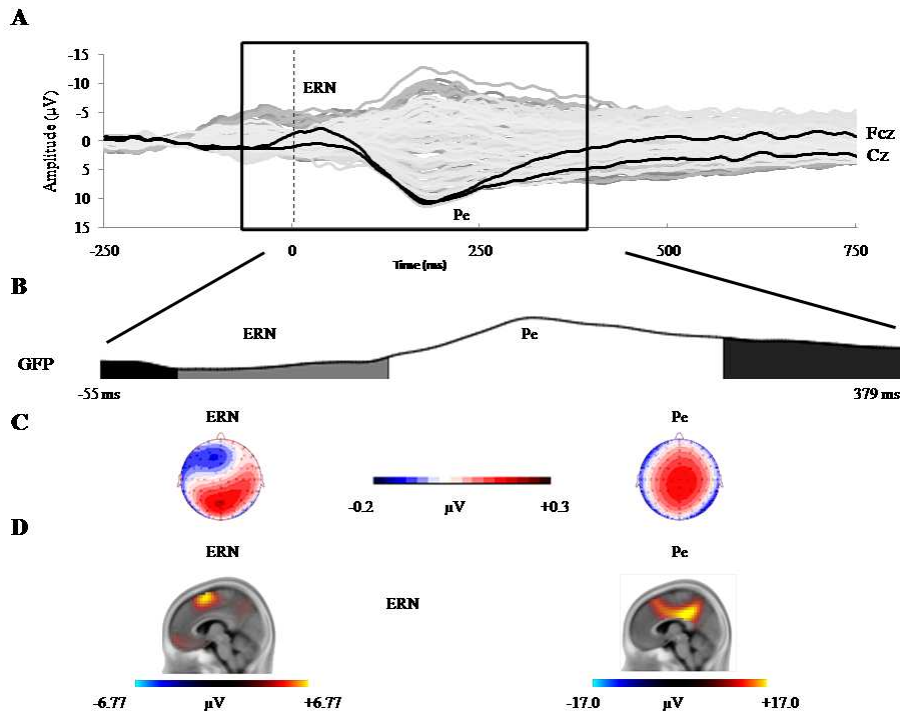 A
-15
-10
-5
0
5
10
15
Amplitude (µV)
ERN
Fcz
Cz
Pe
-250 0 250 500 750
Time (ms)
B
ERN Pe
GFP
-55 ms 379 ms
C
ERN Pe
-0.2 µV +0.3
D
ERN Pe
ERN
-6.77 µV +6.77 -17.0 µV +17.0